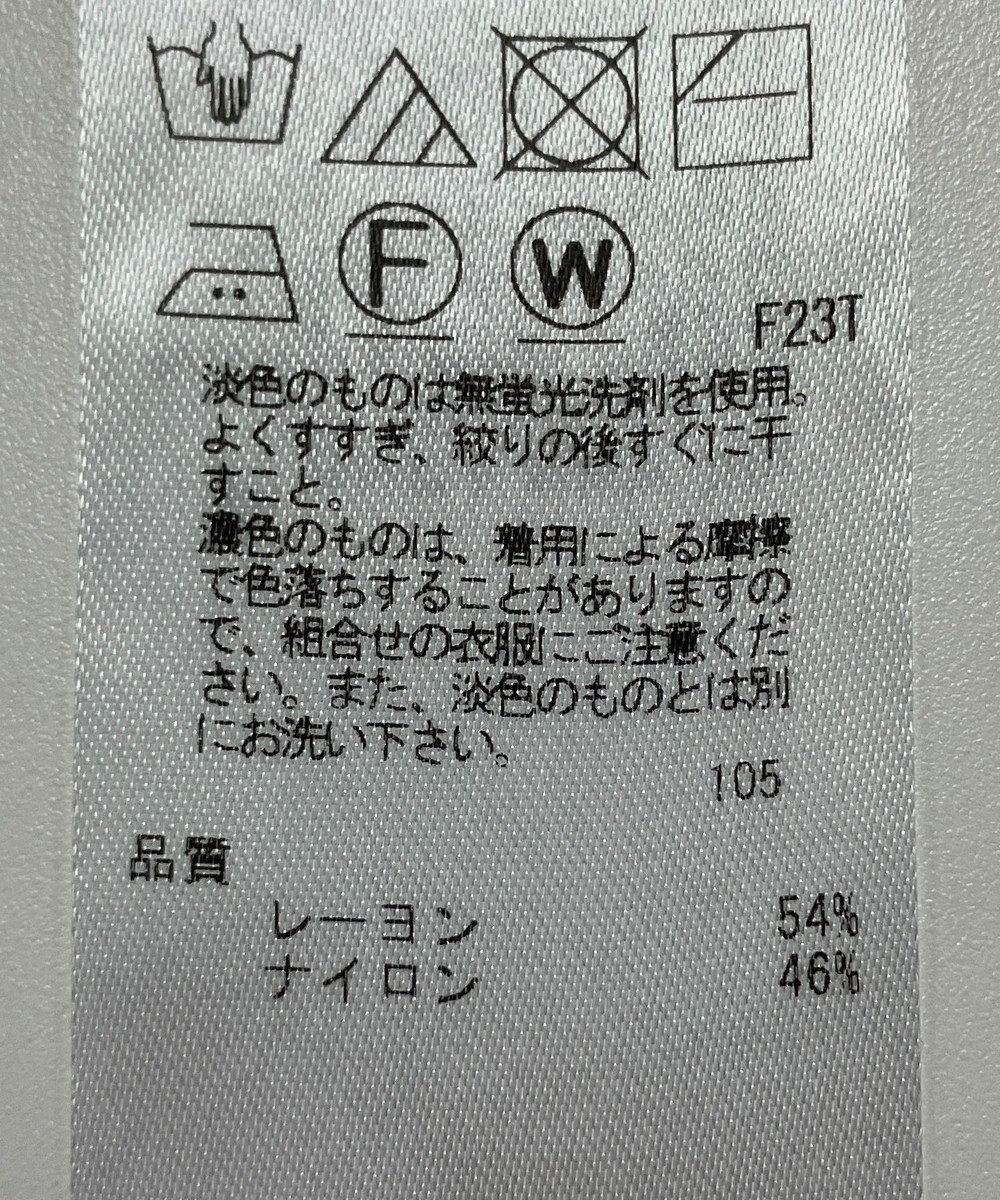 F
W
F23T
淡色のものは無蛍光洗剤を使用。
よくすすぎ、絞りの後すぐに干
すこと。
濃色のものは、着用による摩擦
で色落ちすることがありますの
で、組合せの衣服にご注意くだ
さい。また、淡色のものとは別
にお洗い下さい。
105
品質
レーヨン 54%
ナイロン 46%